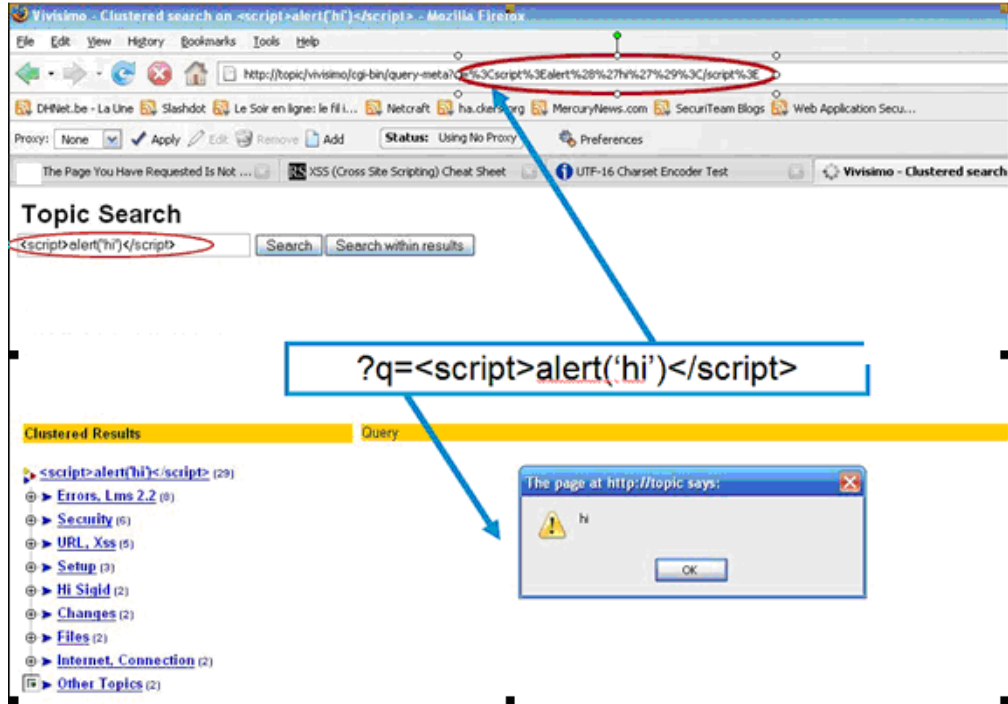 Vivisimo - Clustered search on <script>alert('hi')</script> - Mozilla Firefox
File Edit View History Bookmarks Tools Help
http://topic/vivisimo/cgi-bin/query-meta? %3Cscript%3Ealert%28%27hi%27%29%3C/script%3E
DHNet.be - La Une Slashdot Le Soir en ligne: le fil i... Netcraft ha.ckers.org MercuryNews.com SecuriTeam Blogs Web Application Secu...
Proxy: None Apply Edit Remove Add Status: Using No Proxy Preferences
The Page You Have Requested Is Not ... RS XSS (Cross Site Scripting) Cheat Sheet UTF-16 Charset Encoder Test Vivisimo - Clustered search
Topic Search
<script>alert('hi')</script> Search Search within results
?q=<script>alert(‘hi’)</script>
Clustered Results Query
<script>alert('hi')</script> (29)
Errors, Lms 2.2 (8)
Security (6)
URL, Xss (5)
Setup (3)
Hi Sigid (2)
Changes (2)
Files (2)
Internet, Connection (2)
Other Topics (2)
The page at http://topic says:
hi
OK